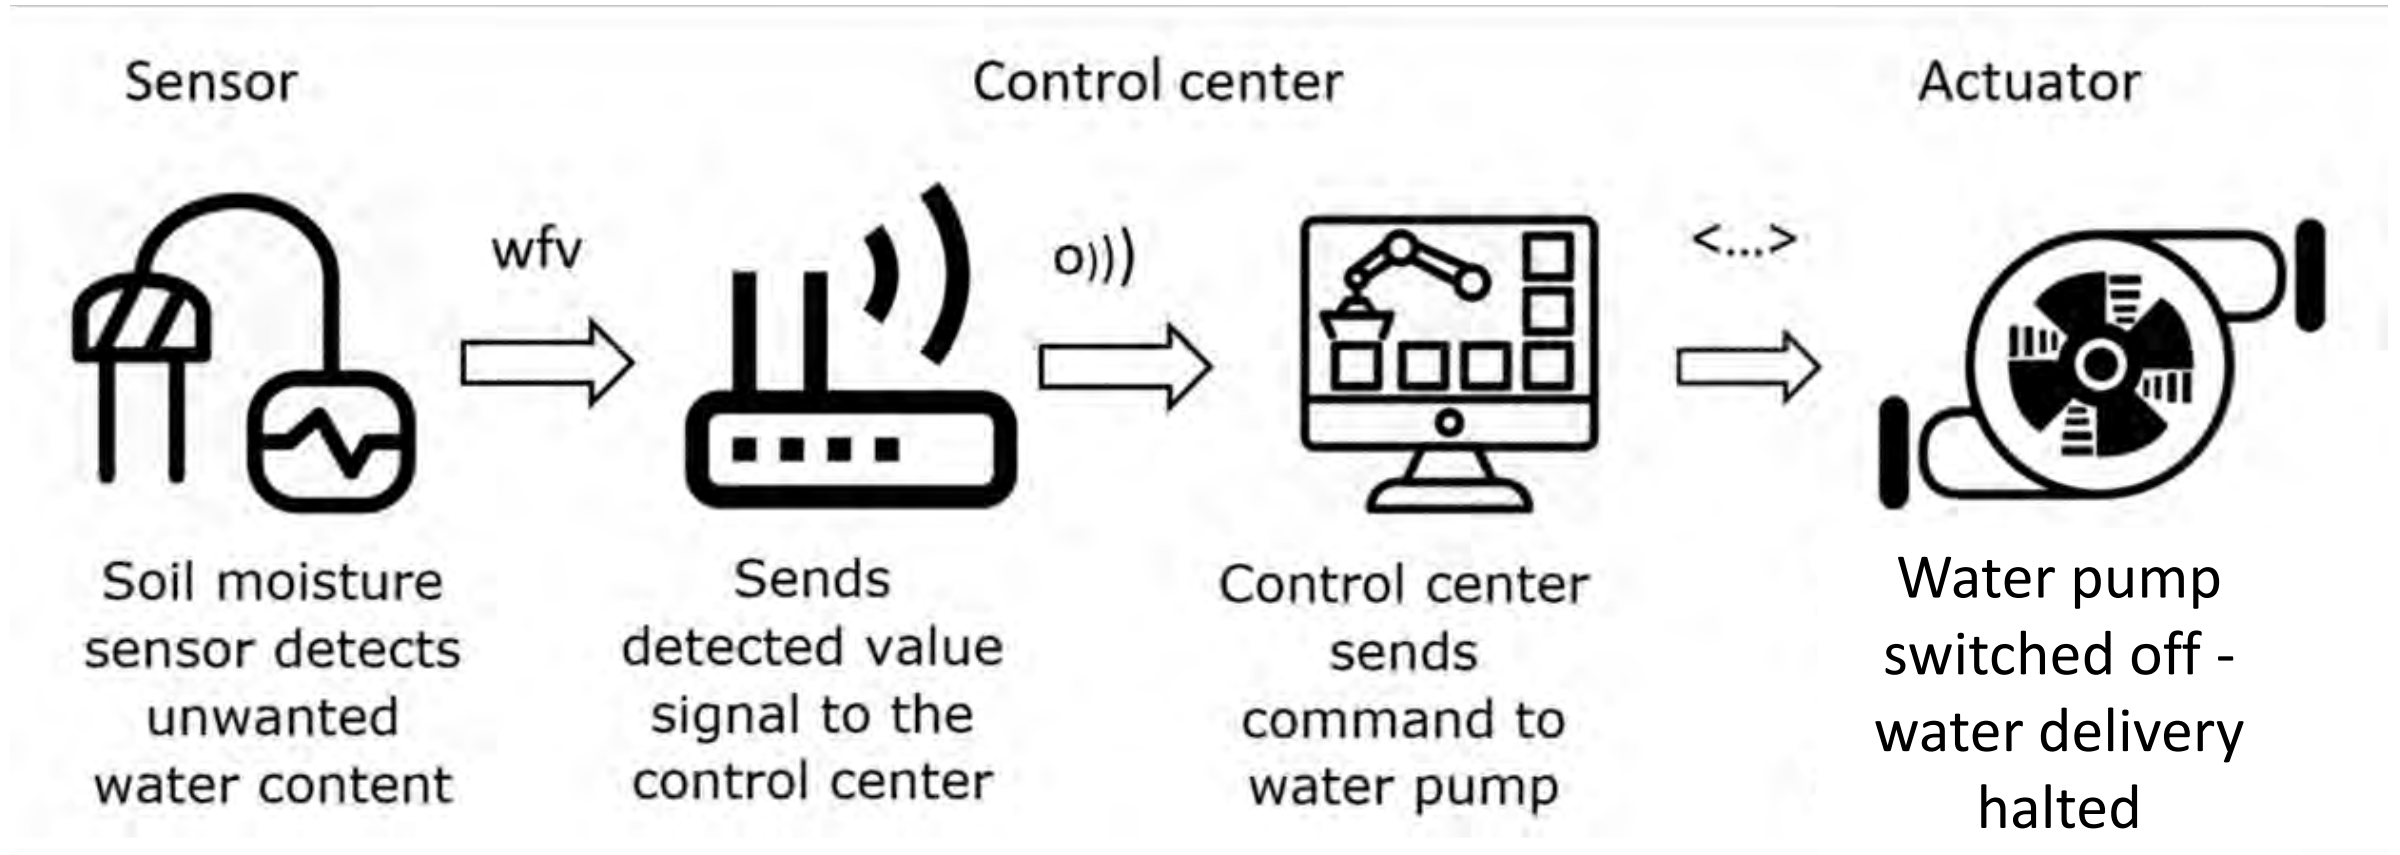 Sensor
Control center
Actuator
wfv
o)))
<...>
Soil moisture
sensor detects
unwanted
water content
Sends
detected value
signal to the
control center
Control center
sends
command to
water pump
Water pump
switched off -
water delivery
halted